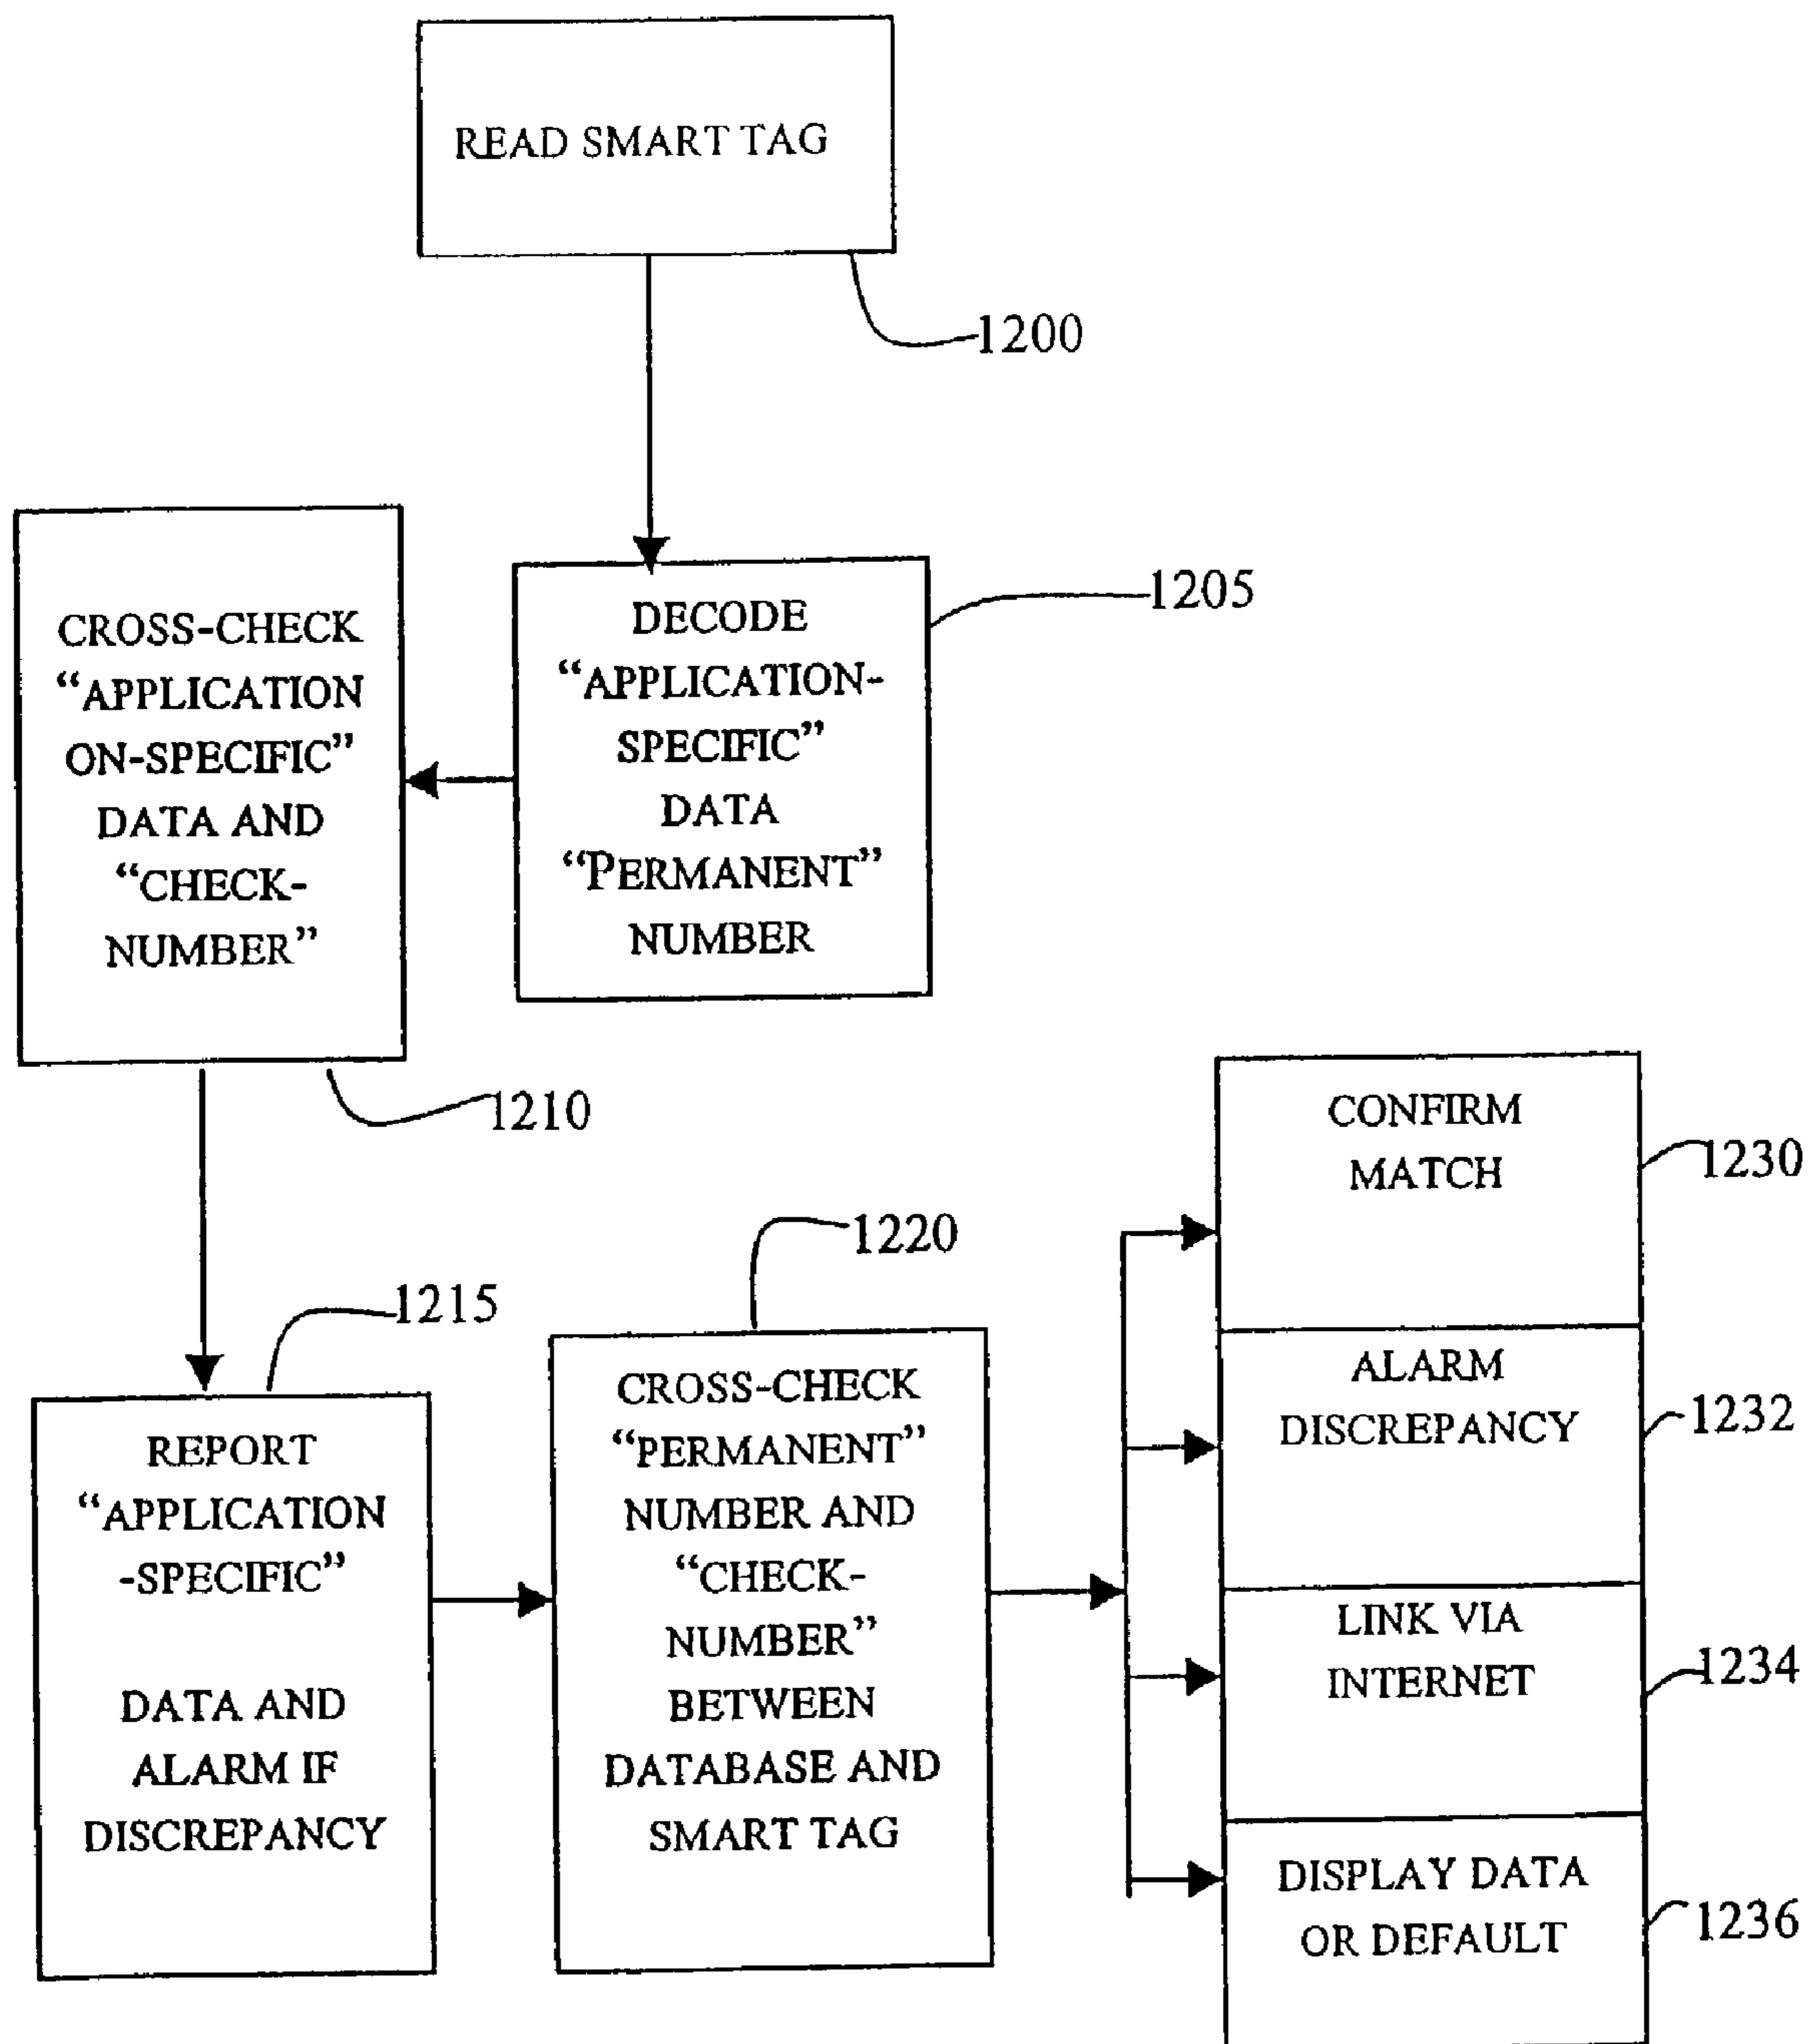 READ SMART TAG
1200
DECODE
“APPLICATION-
SPECIFIC”
DATA
“PERMANENT”
NUMBER
1205
CROSS-CHECK
“APPLICATION
ON-SPECIFIC”
DATA AND
“CHECK-
NUMBER”
1210
REPORT
“APPLICATION
-SPECIFIC”
DATA AND
ALARM IF
DISCREPANCY
1215
CROSS-CHECK
“PERMANENT”
NUMBER AND
“CHECK-
NUMBER”
BETWEEN
DATABASE AND
SMART TAG
1220
CONFIRM
MATCH
1230
ALARM
DISCREPANCY
1232
LINK VIA
INTERNET
1234
DISPLAY DATA
OR DEFAULT
1236